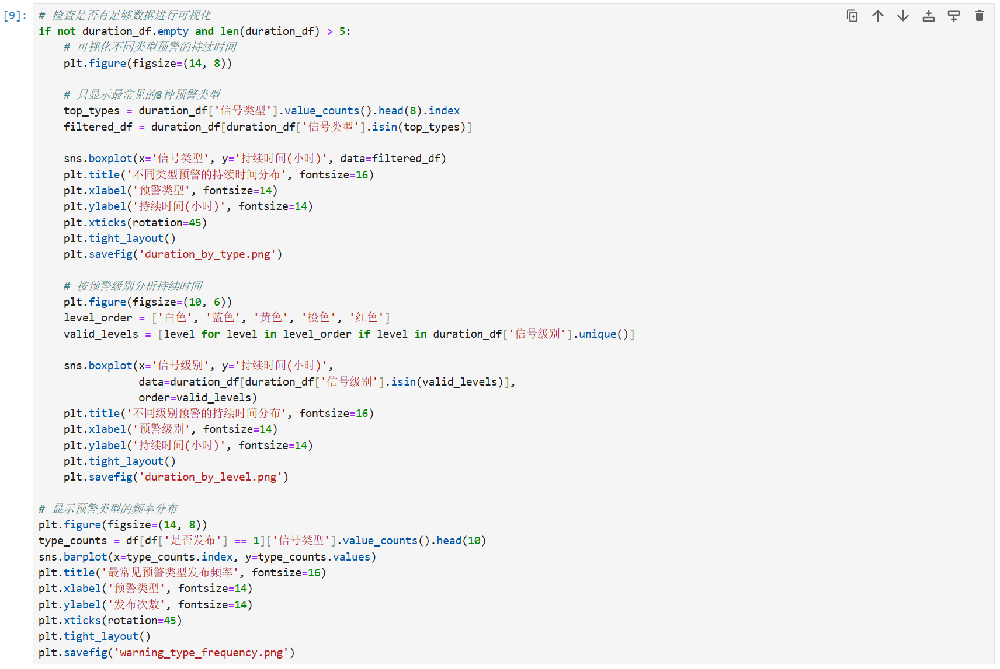 [9]:
# 检查是否有足够数据进行可视化
if not duration_df.empty and len(duration_df) > 5:
    # 可视化不同类型预警的持续时间
    plt.figure(figsize=(14, 8))

    # 只显示最常见的8种预警类型
    top_types = duration_df['信号类型'].value_counts().head(8).index
    filtered_df = duration_df[duration_df['信号类型'].isin(top_types)]

    sns.boxplot(x='信号类型', y='持续时间(小时)', data=filtered_df)
    plt.title('不同类型预警的持续时间分布', fontsize=16)
    plt.xlabel('预警类型', fontsize=14)
    plt.ylabel('持续时间(小时)', fontsize=14)
    plt.xticks(rotation=45)
    plt.tight_layout()
    plt.savefig('duration_by_type.png')

    # 按预警级别分析持续时间
    plt.figure(figsize=(10, 6))
    level_order = ['白色', '蓝色', '黄色', '橙色', '红色']
    valid_levels = [level for level in level_order if level in duration_df['信号级别'].unique()]

    sns.boxplot(x='信号级别', y='持续时间(小时)',
                data=duration_df[duration_df['信号级别'].isin(valid_levels)],
                order=valid_levels)
    plt.title('不同级别预警的持续时间分布', fontsize=16)
    plt.xlabel('预警级别', fontsize=14)
    plt.ylabel('持续时间(小时)', fontsize=14)
    plt.tight_layout()
    plt.savefig('duration_by_level.png')

# 显示预警类型的频率分布
plt.figure(figsize=(14, 8))
type_counts = df[df['是否发布'] == 1]['信号类型'].value_counts().head(10)
sns.barplot(x=type_counts.index, y=type_counts.values)
plt.title('最常见预警类型发布频率', fontsize=16)
plt.xlabel('预警类型', fontsize=14)
plt.ylabel('发布次数', fontsize=14)
plt.xticks(rotation=45)
plt.tight_layout()
plt.savefig('warning_type_frequency.png')